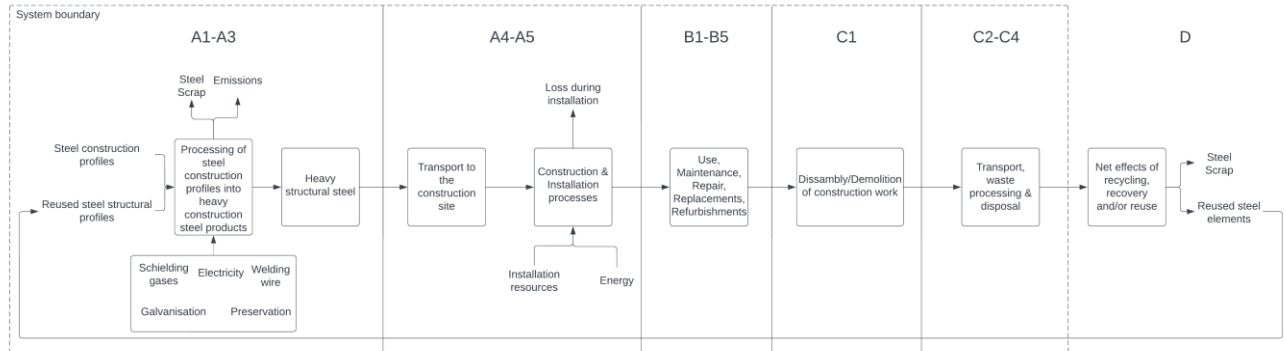 System boundary
A1-A3
A4-A5
B1-B5
C1
C2-C4
D
Steel
Scrap
Emissions
Steel construction
profiles
Reused steel structural
profiles
Processing of
steel
construction
profiles into
heavy
construction
steel products
Heavy
structural steel
Schielding
gases
Electricity
Welding
wire
Galvanisation
Preservation
Transport to
the
construction
site
Loss during
installation
Construction &
Installation
processes
Installation
resources
Energy
Use,
Maintenance,
Repair,
Replacements,
Refurbishments
Dissambly/Demolition
of construction work
Transport,
waste
processing &
disposal
Net effects of
recycling,
recovery
and/or reuse
Steel
Scrap
Reused steel
elements